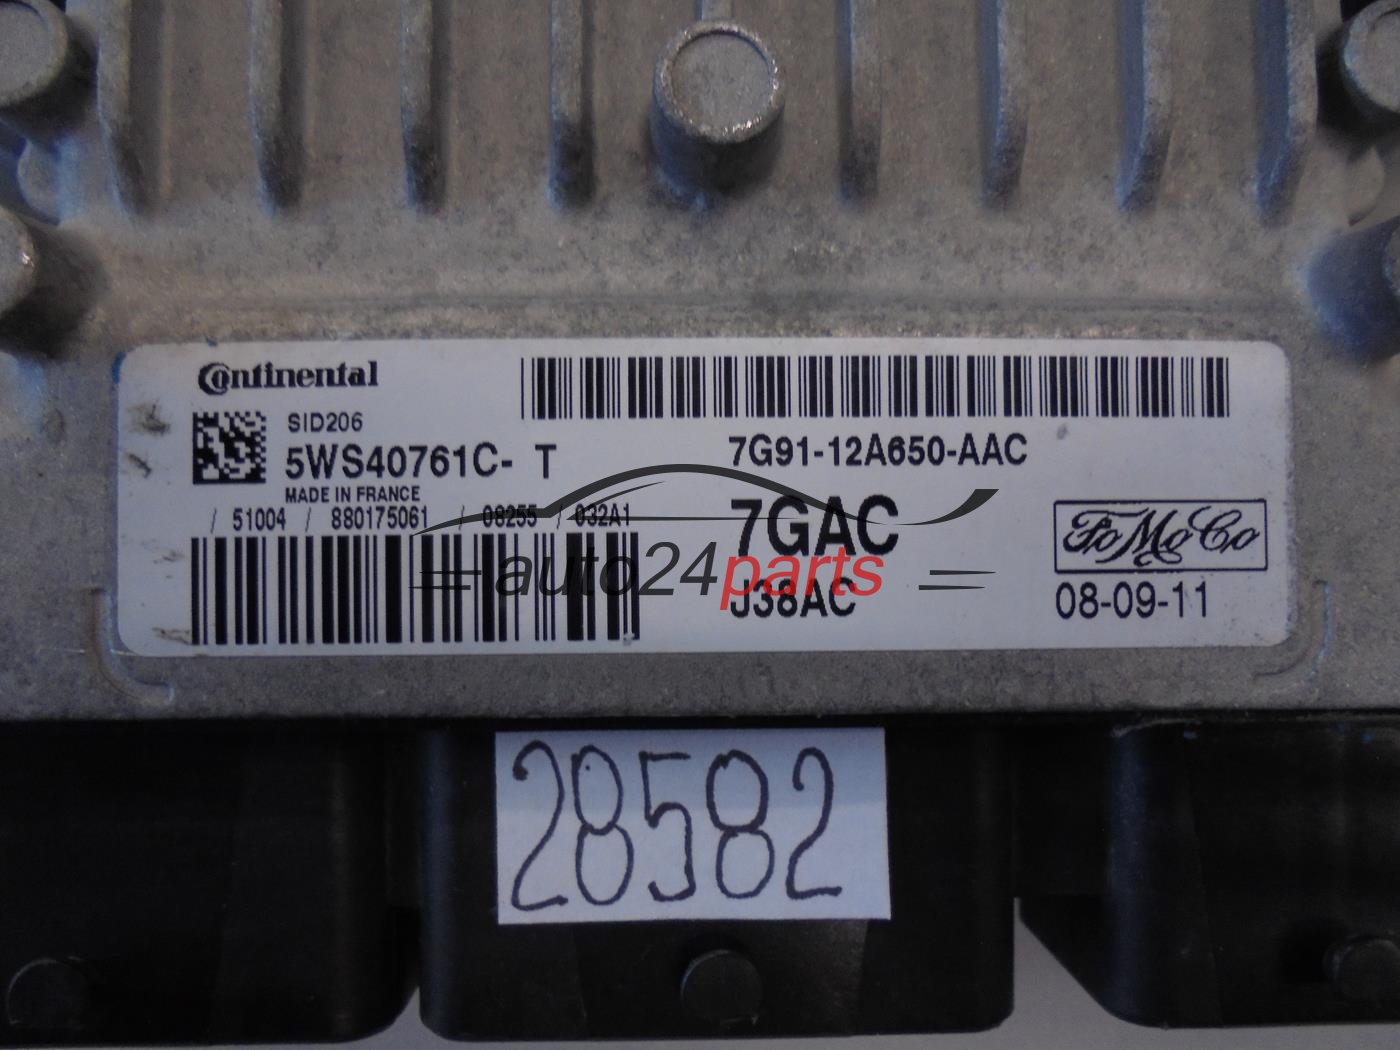 Continental
SID206
5WS40761C- T
MADE IN FRANCE
/ 51004 / 880175061 / 08255 / 032A1
7G91-12A650-AAC
7GAC
J38AC
FoMoCo
08-09-11
auto24parts
28582